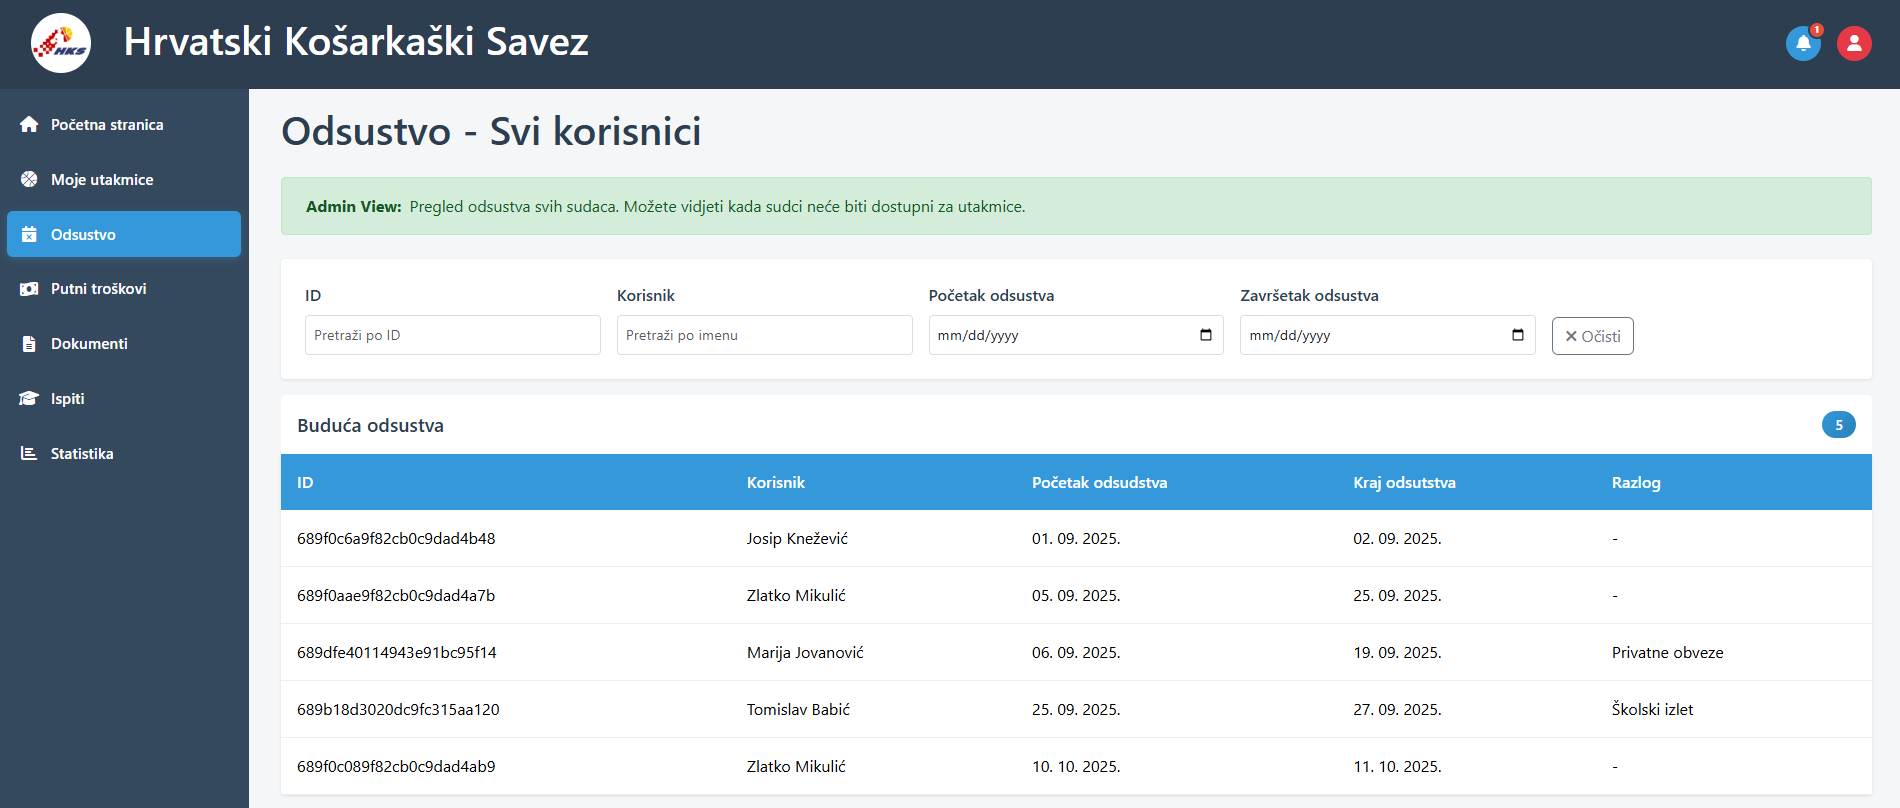 HKS
Hrvatski Košarkaški Savez
1
Početna stranica
Moje utakmice
Odsustvo
Putni troškovi
Dokumenti
Ispiti
Statistika
Odsustvo - Svi korisnici
Admin View: Pregled odsustva svih sudaca. Možete vidjeti kada sudci neće biti dostupni za utakmice.
ID Korisnik Početak odsustva Završetak odsustva
Pretraži po ID Pretraži po imenu mm/dd/yyyy mm/dd/yyyy Očisti
Buduća odsustva 5
ID Korisnik Početak odsudstva Kraj odsutstva Razlog
689f0c6a9f82cb0c9dad4b48 Josip Knežević 01. 09. 2025. 02. 09. 2025. -
689f0aae9f82cb0c9dad4a7b Zlatko Mikulić 05. 09. 2025. 25. 09. 2025. -
689dfe40114943e91bc95f14 Marija Jovanović 06. 09. 2025. 19. 09. 2025. Privatne obveze
689b18d3020dc9fc315aa120 Tomislav Babić 25. 09. 2025. 27. 09. 2025. Školski izlet
689f0c089f82cb0c9dad4ab9 Zlatko Mikulić 10. 10. 2025. 11. 10. 2025. -